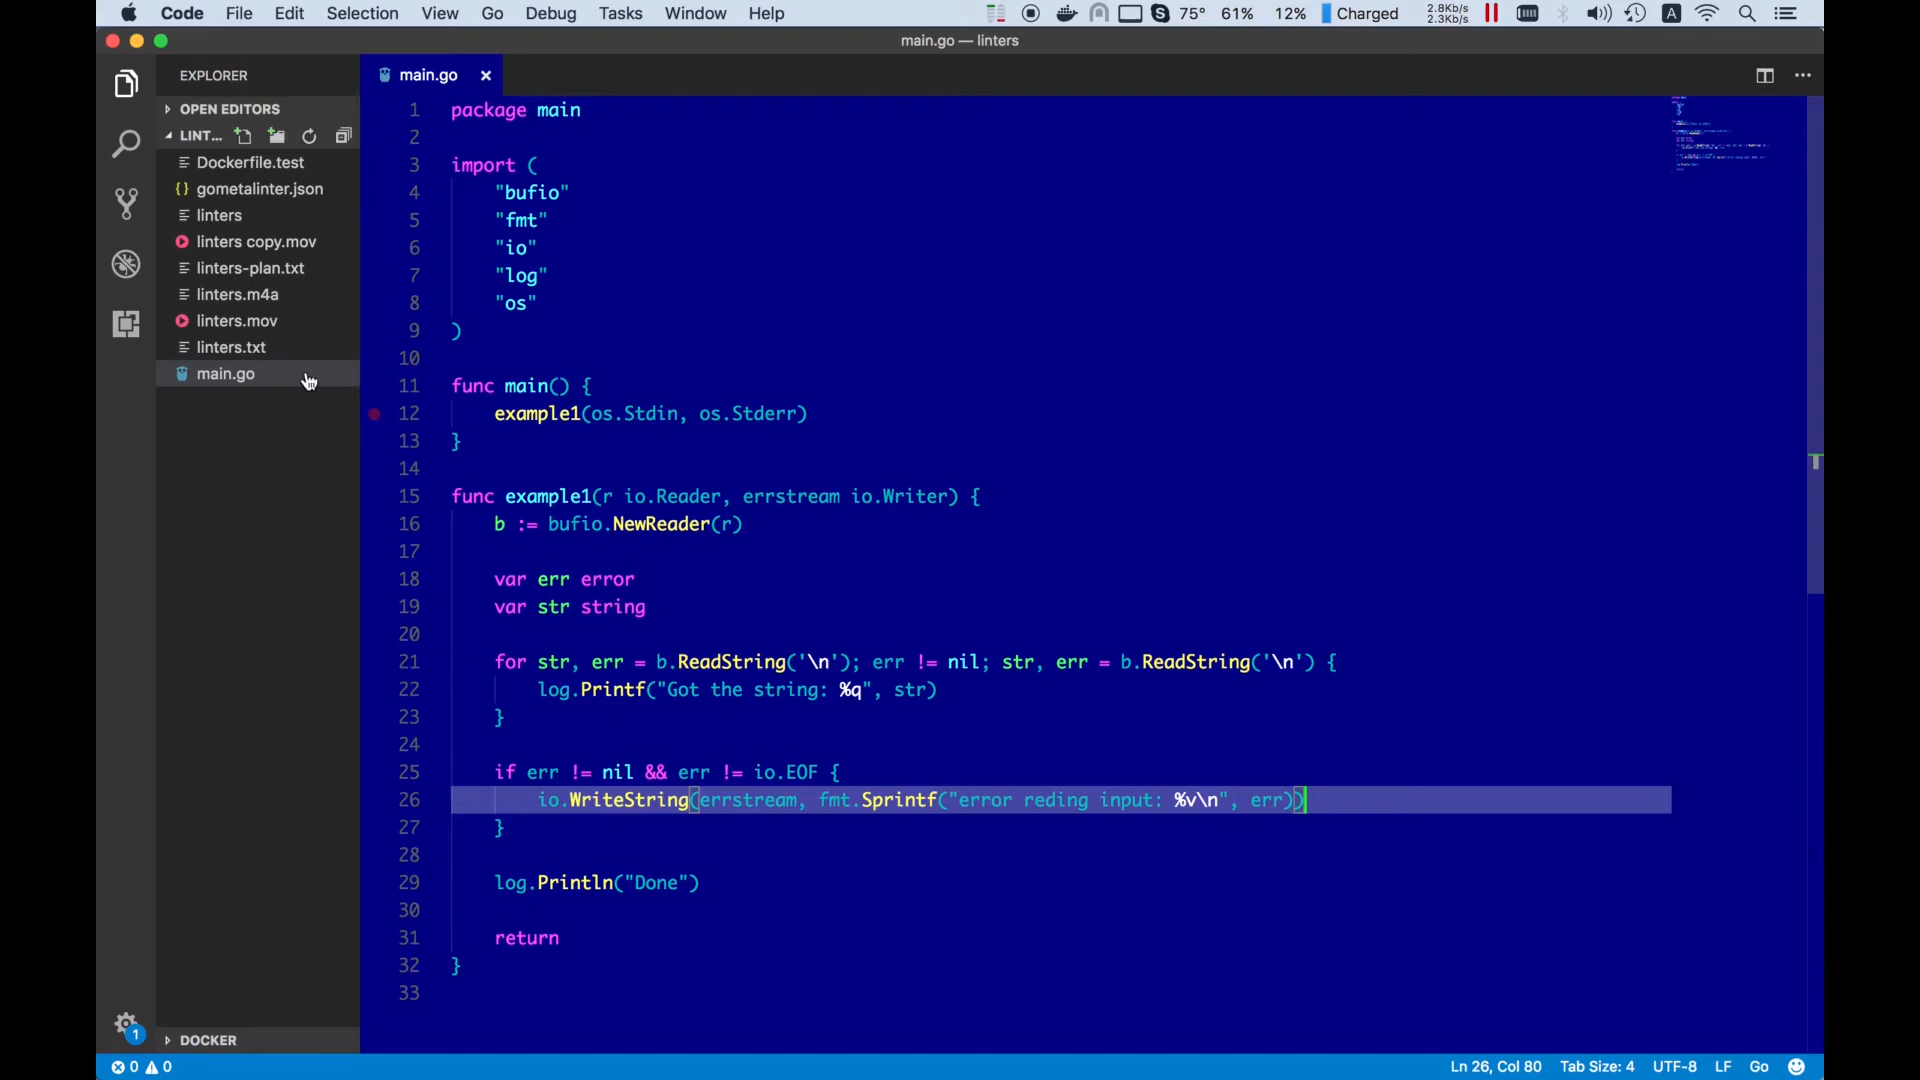 Code File Edit Selection View Go Debug Tasks Window Help 75° 61% 12% Charged 2.8Kb/s 2.3Kb/s A
main.go — linters
EXPLORER
OPEN EDITORS
LINT...
Dockerfile.test
{} gometalinter.json
linters
linters copy.mov
linters-plan.txt
linters.m4a
linters.mov
linters.txt
main.go
DOCKER
main.go
1 package main
2
3 import (
4 "bufio"
5 "fmt"
6 "io"
7 "log"
8 "os"
9 )
10
11 func main() {
12 example1(os.Stdin, os.Stderr)
13 }
14
15 func example1(r io.Reader, errstream io.Writer) {
16 b := bufio.NewReader(r)
17
18 var err error
19 var str string
20
21 for str, err = b.ReadString('\n'); err != nil; str, err = b.ReadString('\n') {
22 log.Printf("Got the string: %q", str)
23 }
24
25 if err != nil && err != io.EOF {
26 io.WriteString(errstream, fmt.Sprintf("error reding input: %v\n", err))
27 }
28
29 log.Println("Done")
30
31 return
32 }
33
1
0 0 Ln 26, Col 80 Tab Size: 4 UTF-8 LF Go